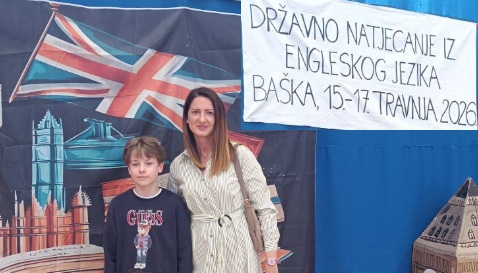 DRŽAVNO NATJECANJE IZ
ENGLESKOG JEZIKA
BAŠKA, 15.-17. TRAVNJA 2026.
GUESS